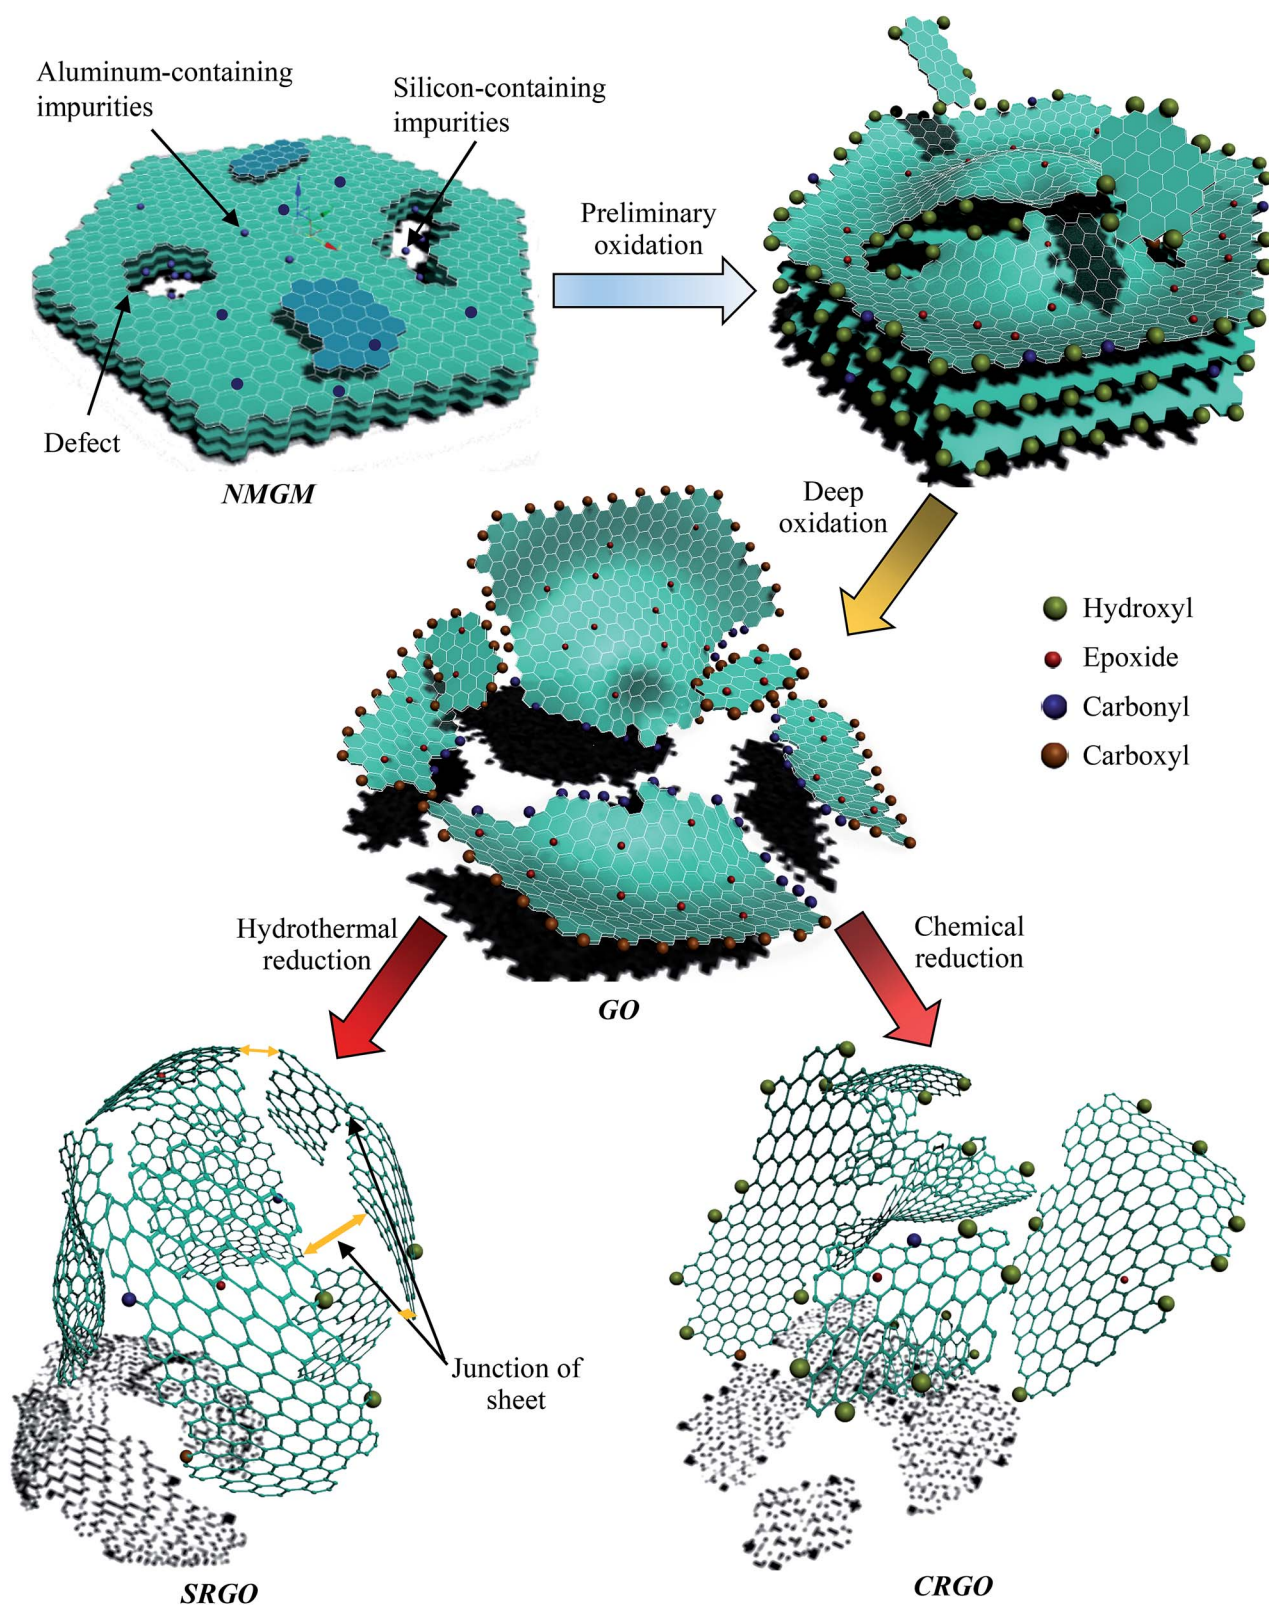 Aluminum-containing
impurities
Silicon-containing
impurities
Preliminary
oxidation
Defect
NMGM
Deep
oxidation
Hydroxyl
Epoxide
Carbonyl
Carboxyl
Hydrothermal
reduction
Chemical
reduction
GO
Junction of
sheet
SRGO
CRGO